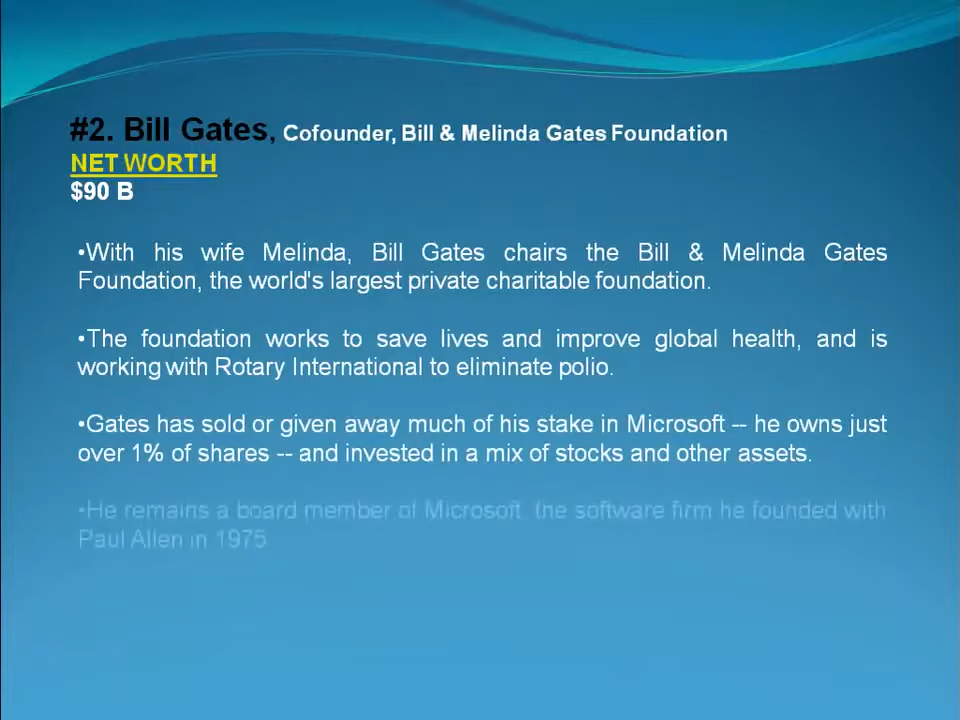 #2. Bill Gates, Cofounder, Bill & Melinda Gates Foundation
NET WORTH
$90 B
•With his wife Melinda, Bill Gates chairs the Bill & Melinda Gates
Foundation, the world's largest private charitable foundation.
•The foundation works to save lives and improve global health, and is
working with Rotary International to eliminate polio.
•Gates has sold or given away much of his stake in Microsoft -- he owns just
over 1% of shares -- and invested in a mix of stocks and other assets.
•He remains a board member of Microsoft, the software firm he founded with
Paul Allen in 1975